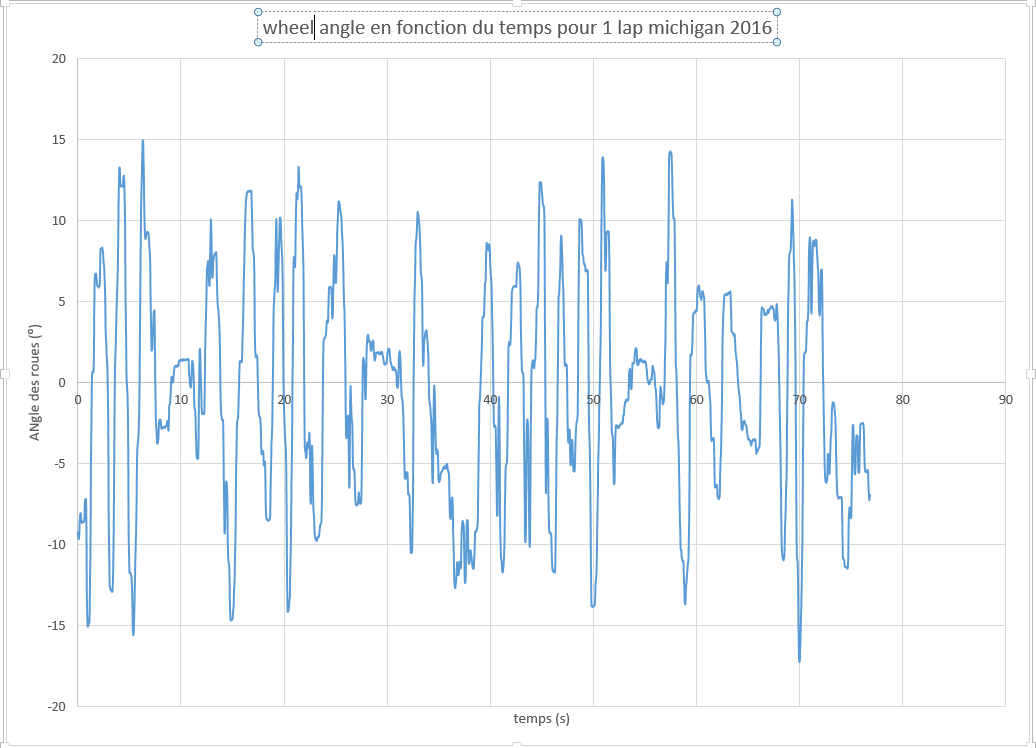 wheel angle en fonction du temps pour 1 lap michigan 2016
20
15
10
5
0
-5
-10
-15
-20
ANgle des roues (°)
0 10 20 30 40 50 60 70 80 90
temps (s)